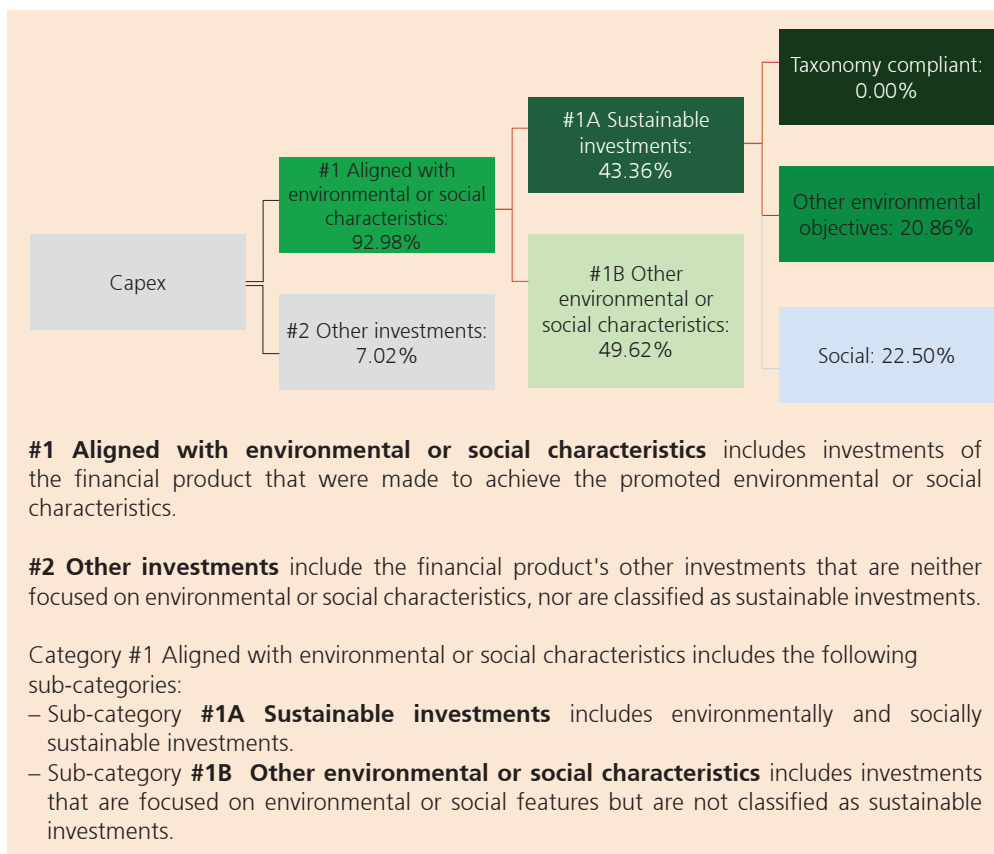 Capex
#1 Aligned with
environmental or social
characteristics:
92.98%
#2 Other investments:
7.02%
#1A Sustainable
investments:
43.36%
#1B Other
environmental or
social characteristics:
49.62%
Taxonomy compliant:
0.00%
Other environmental
objectives: 20.86%
Social: 22.50%
#1 Aligned with environmental or social characteristics includes investments of
the financial product that were made to achieve the promoted environmental or social
characteristics.
#2 Other investments include the financial product's other investments that are neither
focused on environmental or social characteristics, nor are classified as sustainable investments.
Category #1 Aligned with environmental or social characteristics includes the following
sub-categories:
– Sub-category #1A Sustainable investments includes environmentally and socially
sustainable investments.
– Sub-category #1B Other environmental or social characteristics includes investments
that are focused on environmental or social features but are not classified as sustainable
investments.